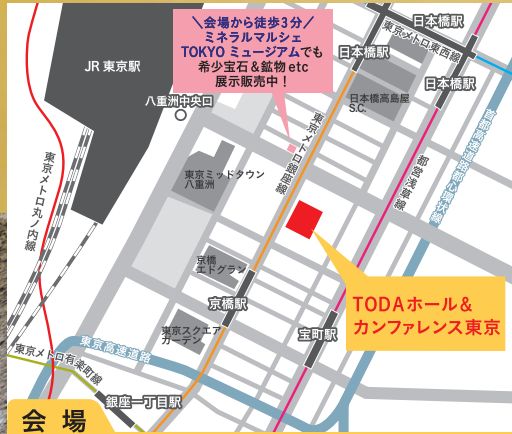 ＼会場から徒歩3分／
ミネラルマルシェ
TOKYO ミュージアムでも
希少宝石＆鉱物 etc
展示販売中！
日本橋駅
東京メトロ東西線
日本橋駅
日本橋駅
JR 東京駅
八重洲中央口
日本橋高島屋
S.C.
首都高速道路都心環状線
東京メトロ銀座線
都営浅草線
東京メトロ丸ノ内線
東京ミッドタウン
八重洲
京橋
エドグラン
京橋駅
TODAホール＆
カンファレンス東京
宝町駅
東京スクエア
ガーデン
東京高速道路
東京メトロ有楽町線
銀座一丁目駅
会 場